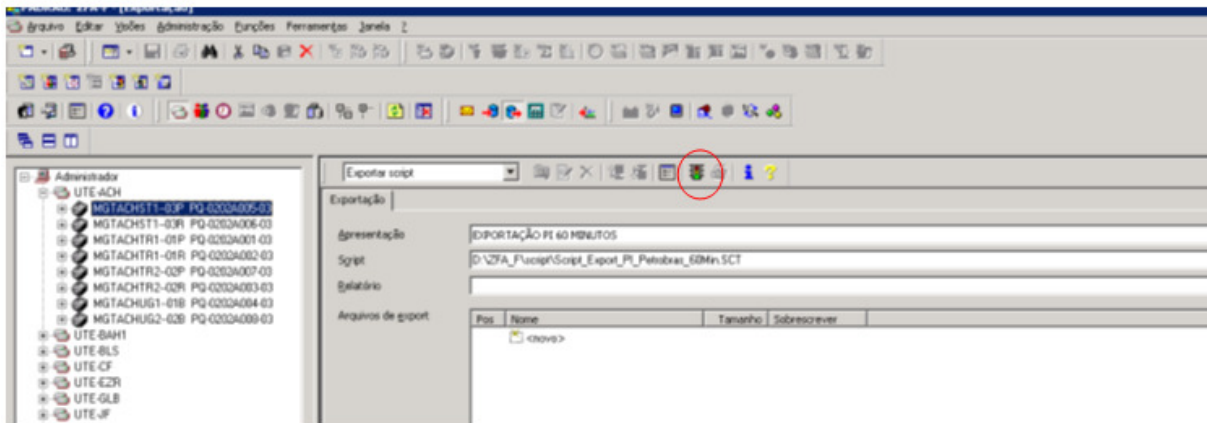 Arquivo Editar Visões Administração Funções Ferramentas Janela ?
Administrador
UTE-ACH
MGTACHST1--03P PQ-0202A005-03
MGTACHST1--03R PQ-0202A006-03
MGTACHTR1--01P PQ-0202A001-03
MGTACHTR1--01R PQ-0202A002-03
MGTACHTR2--02P PQ-0202A007-03
MGTACHTR2--02R PQ-0202A003-03
MGTACHUG1--01B PQ-0202A004-03
MGTACHUG2--02B PQ-0202A008-03
UTE-BAH1
UTE-BLS
UTE-CF
UTE-EZR
UTE-GLB
UTE-JF
Exportar script
Exportação
Apresentação EXPORTAÇÃO PI 60 MINUTOS
Script D:\ZFA_F\script\Script_Export_PI_Petrobras_60Min.SCT
Relatório
Arquivos de export
Pos Nome Tamanho Sobrescrever
<novo>